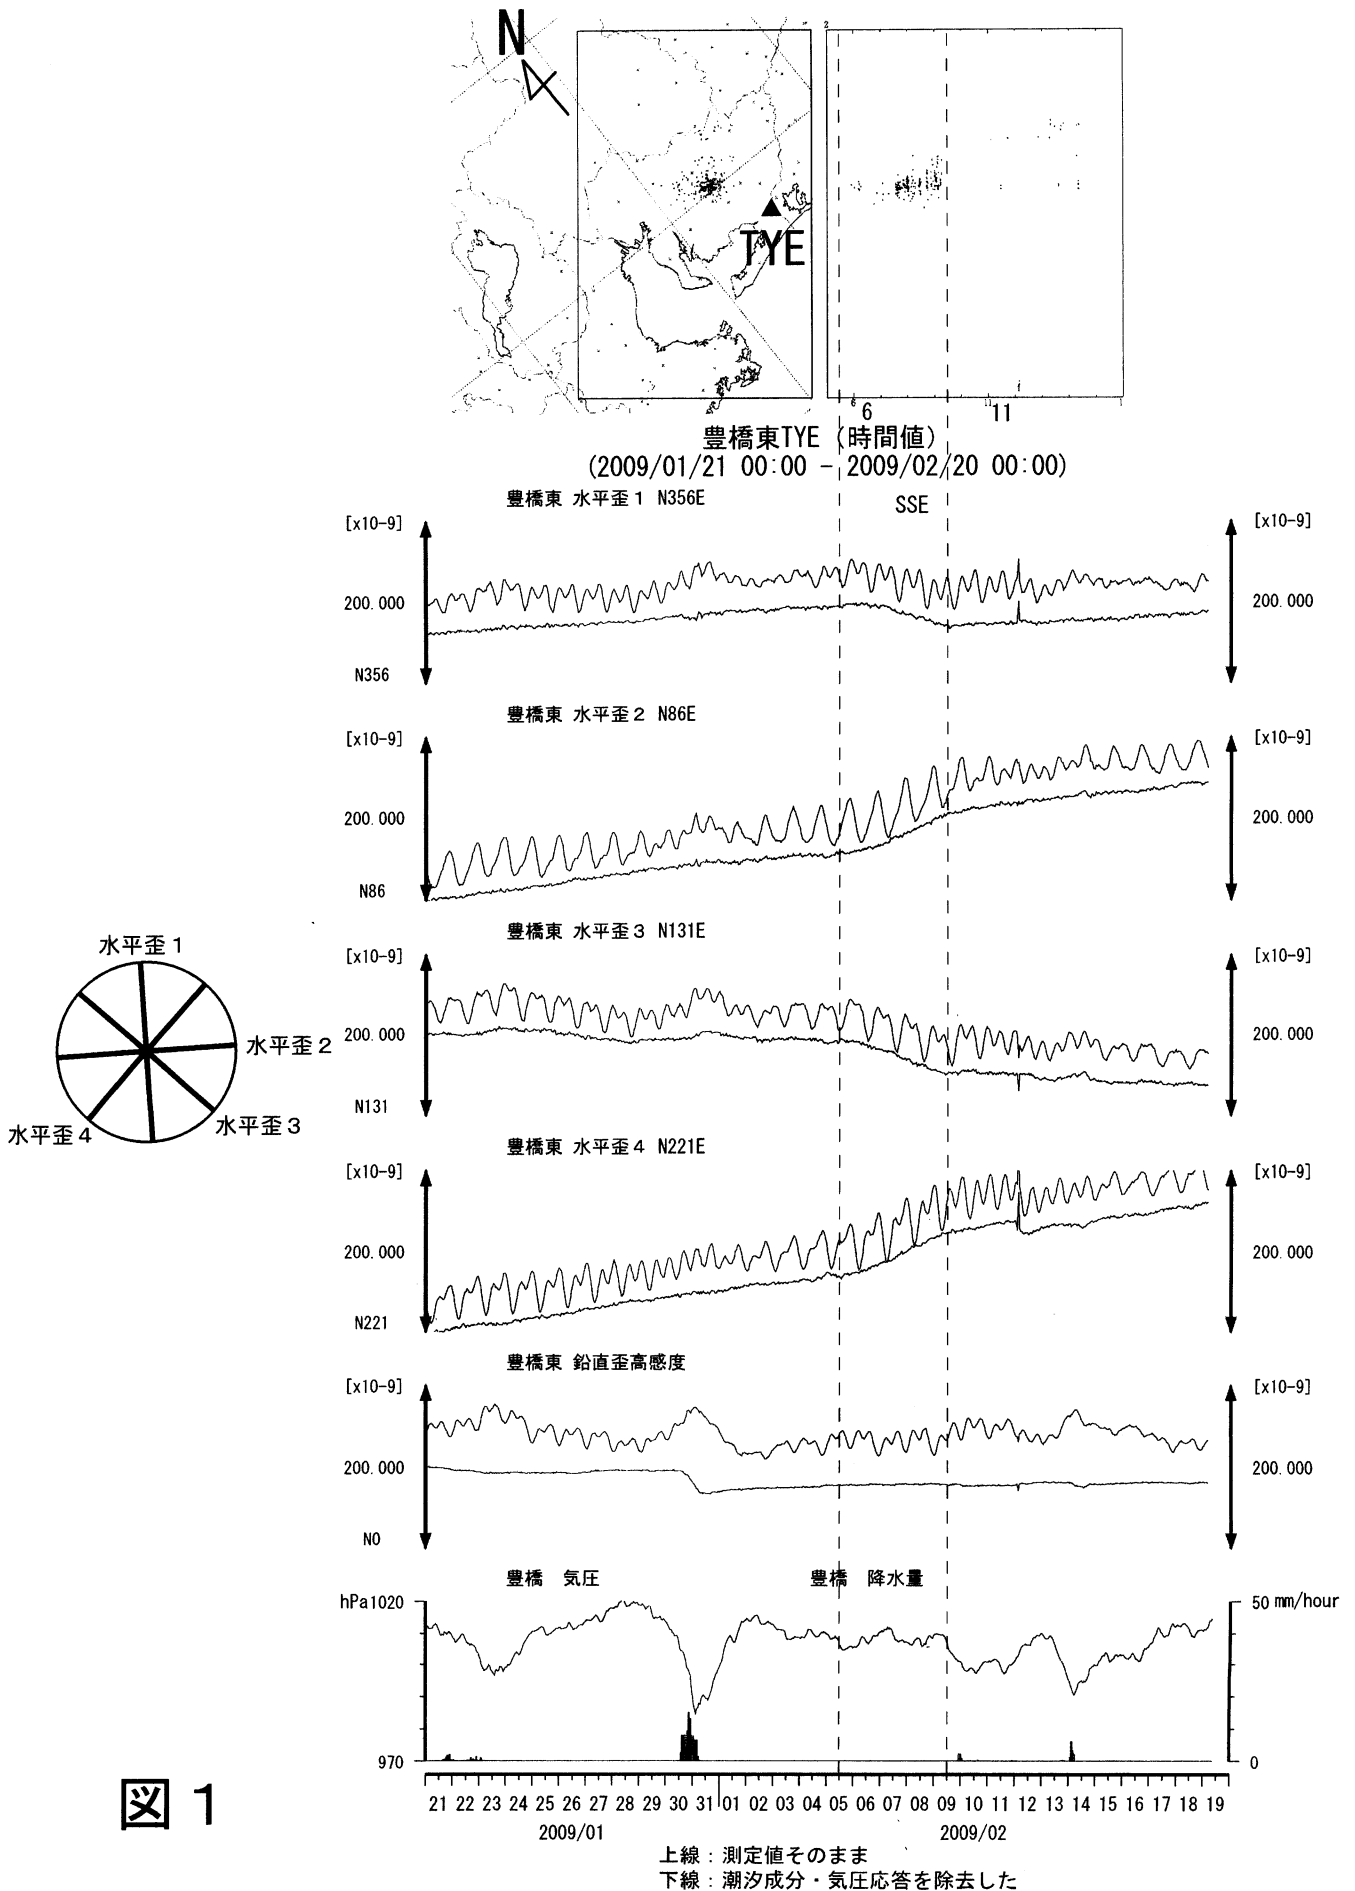 N
TYE
6
11
豊橋東TYE (時間値)
(2009/01/21 00:00 - 2009/02/20 00:00)
豊橋東 水平歪1 N356E
SSE
[x10-9]
[x10-9]
200.000
200.000
N356
豊橋東 水平歪2 N86E
[x10-9]
[x10-9]
200.000
200.000
N86
豊橋東 水平歪3 N131E
[x10-9]
[x10-9]
200.000
200.000
N131
水平歪1
水平歪2
水平歪3
水平歪4
豊橋東 水平歪4 N221E
[x10-9]
[x10-9]
200.000
200.000
N221
豊橋東 鉛直歪高感度
[x10-9]
[x10-9]
200.000
200.000
N0
豊橋 気圧
豊橋 降水量
hPa1020
50 mm/hour
970
0
21 22 23 24 25 26 27 28 29 30 31 01 02 03 04 05 06 07 08 09 10 11 12 13 14 15 16 17 18 19
2009/01
2009/02
上線:測定値そのまま
下線:潮汐成分・気圧応答を除去した
図1